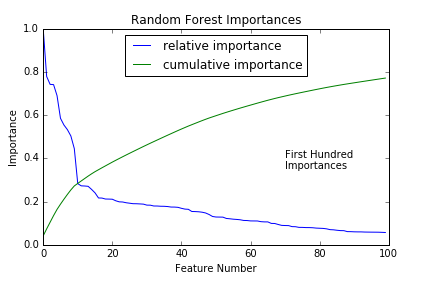 Random Forest Importances
1.0
0.8
0.6
0.4
0.2
0.0
Importance
relative importance
cumulative importance
First Hundred
Importances
0
20
40
60
80
100
Feature Number